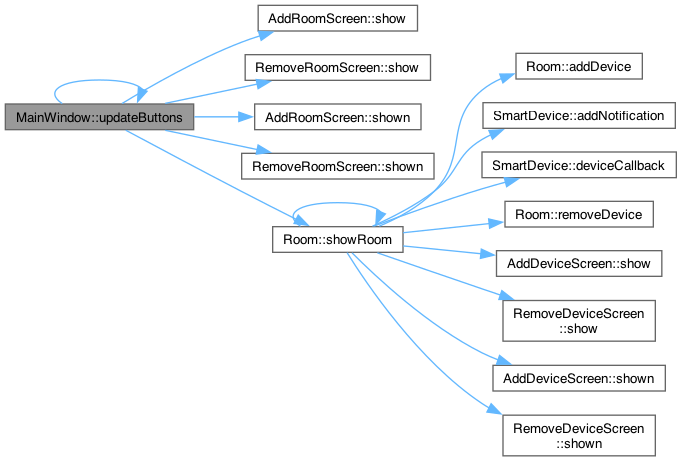 AddRoomScreen::show
RemoveRoomScreen::show
MainWindow::updateButtons
AddRoomScreen::shown
RemoveRoomScreen::shown
Room::showRoom
Room::addDevice
SmartDevice::addNotification
SmartDevice::deviceCallback
Room::removeDevice
AddDeviceScreen::show
RemoveDeviceScreen
::show
AddDeviceScreen::shown
RemoveDeviceScreen
::shown